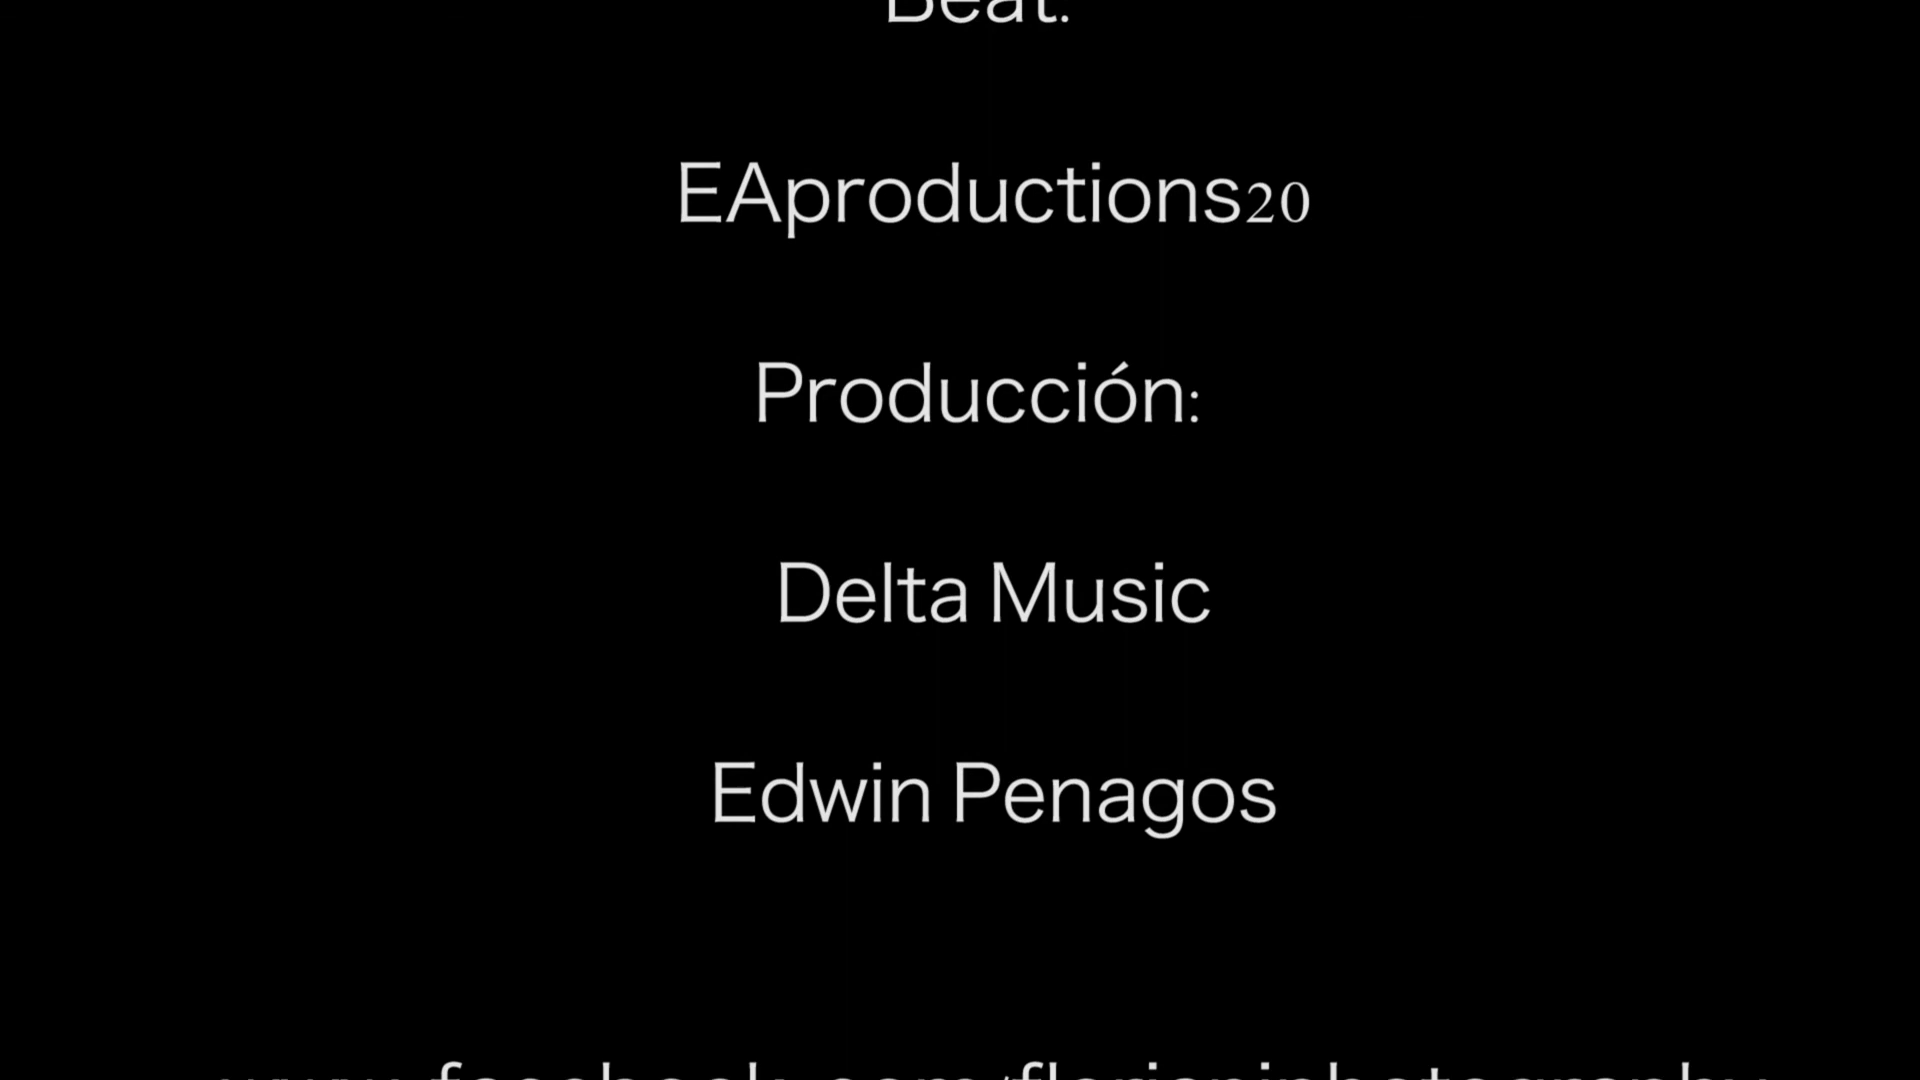 Beat:
EAproductions20
Producción:
Delta Music
Edwin Penagos